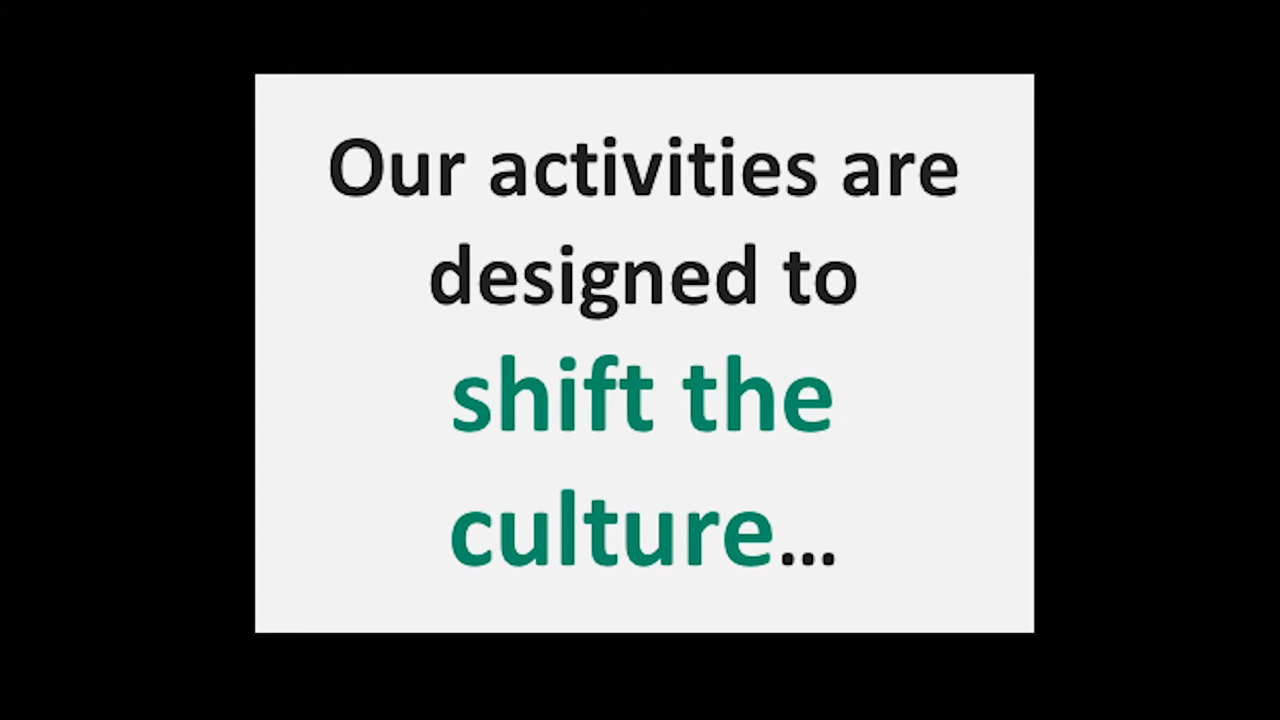 Our activities are
designed to
shift the
culture...